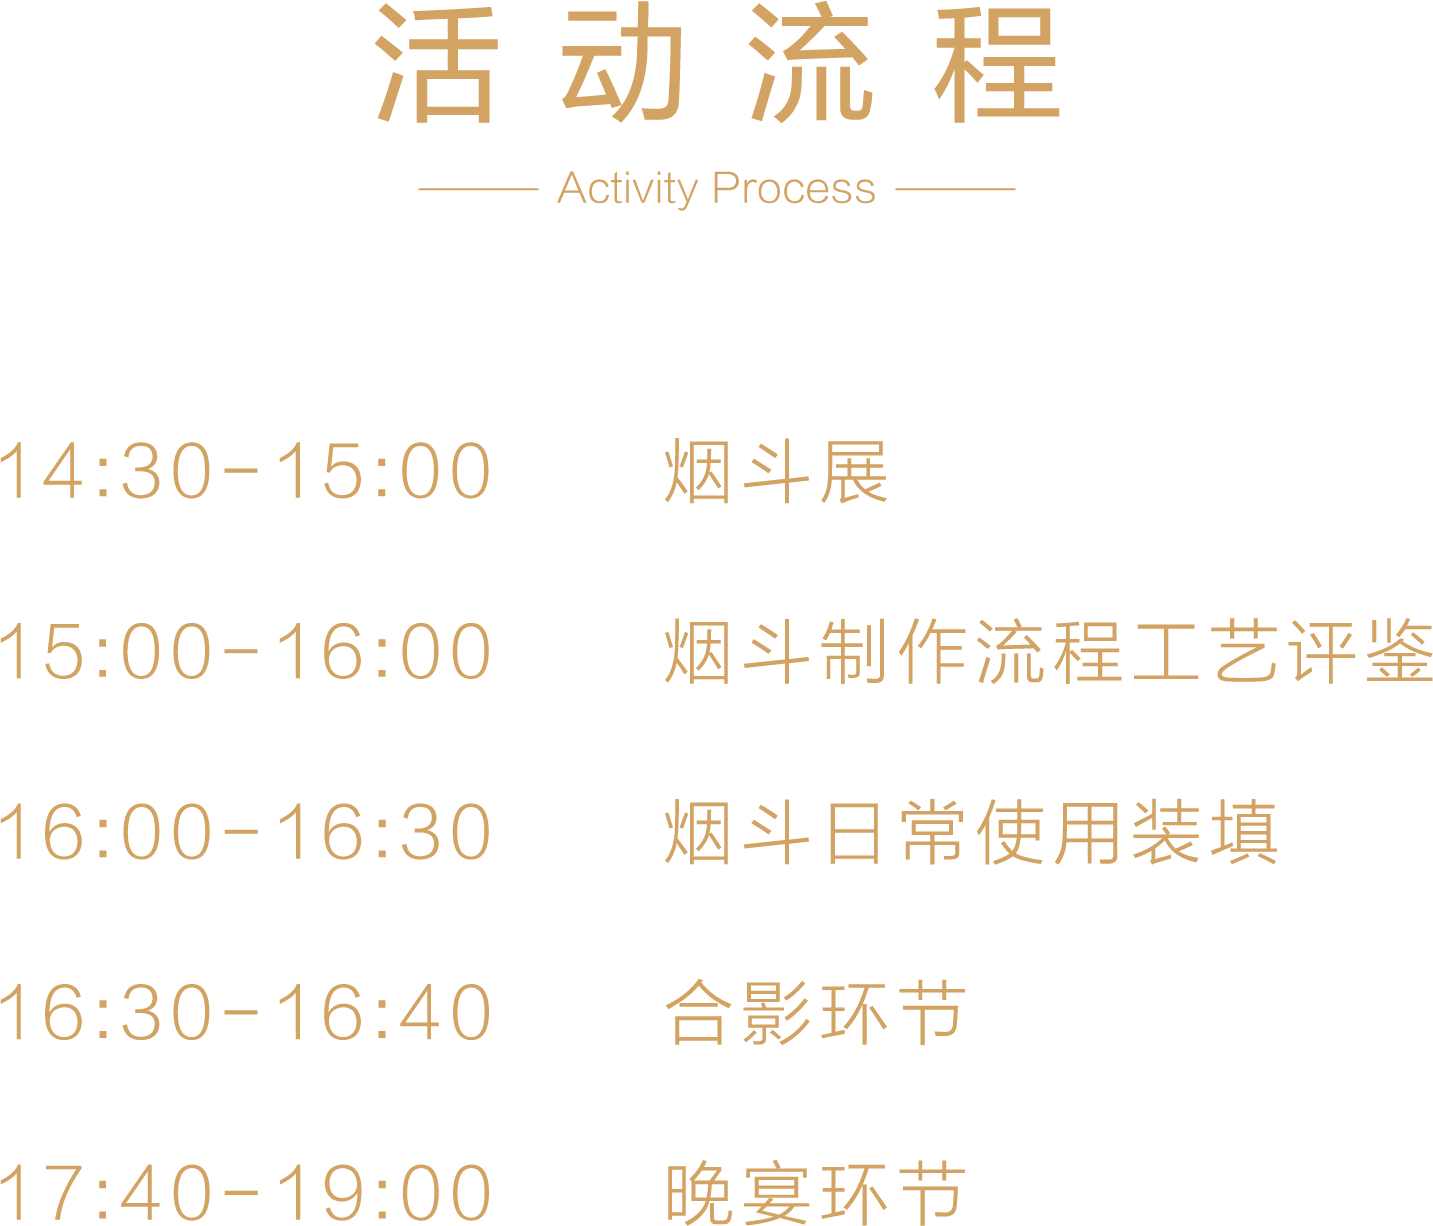 活动流程
Activity Process
14:30-15:00 烟斗展
15:00-16:00 烟斗制作流程工艺评鉴
16:00-16:30 烟斗日常使用装填
16:30-16:40 合影环节
17:40-19:00 晚宴环节